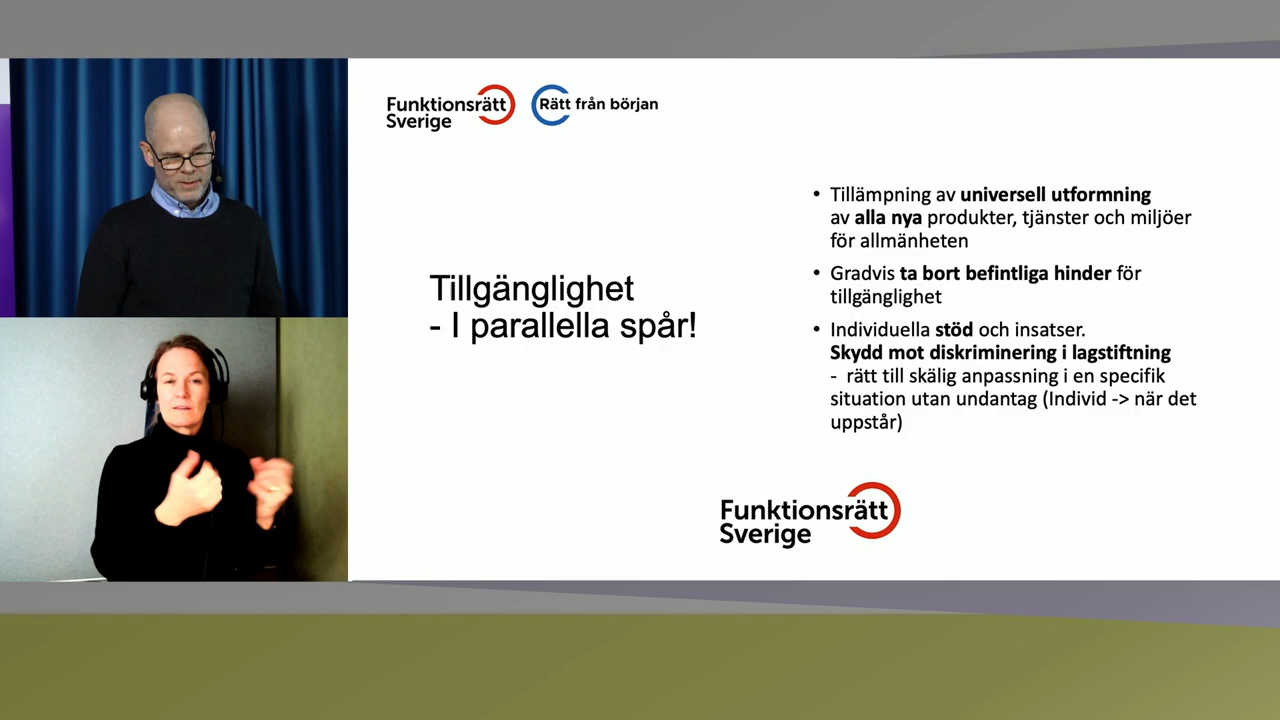 Funktionsrätt
Sverige
Rätt från början
Tillgänglighet
- I parallella spår!
• Tillämpning av universell utformning
av alla nya produkter, tjänster och miljöer
för allmänheten
• Gradvis ta bort befintliga hinder för
tillgänglighet
• Individuella stöd och insatser.
Skydd mot diskriminering i lagstiftning
- rätt till skälig anpassning i en specifik
situation utan undantag (Individ -> när det
uppstår)
Funktionsrätt
Sverige